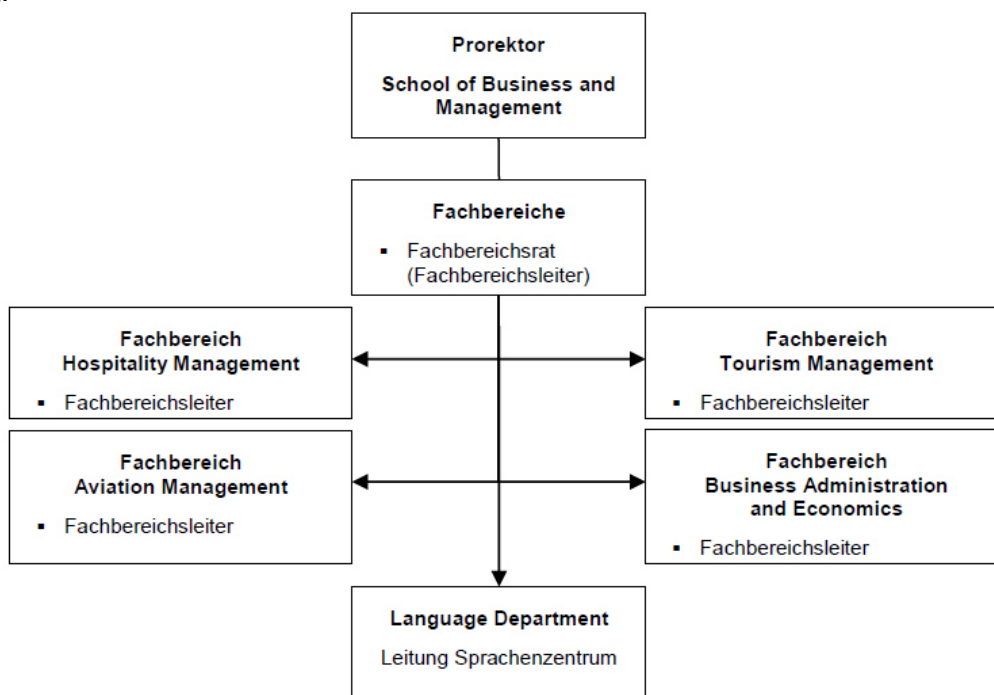 Prorektor
School of Business and
Management
Fachbereiche
▪ Fachbereichsrat
(Fachbereichsleiter)
Fachbereich
Hospitality Management
▪ Fachbereichsleiter
Fachbereich
Tourism Management
▪ Fachbereichsleiter
Fachbereich
Aviation Management
▪ Fachbereichsleiter
Fachbereich
Business Administration
and Economics
▪ Fachbereichsleiter
Language Department
Leitung Sprachenzentrum